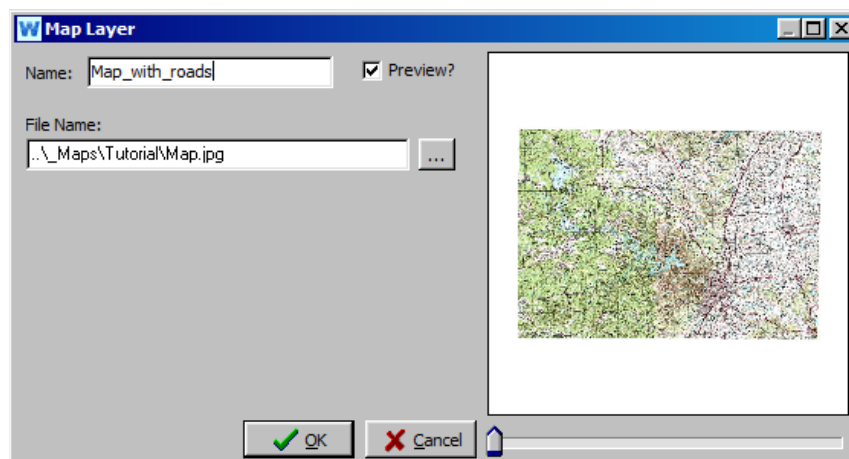 W Map Layer
Name: Map_with_roads Preview?
File Name:
..\_Maps\Tutorial\Map.jpg ...
OK Cancel